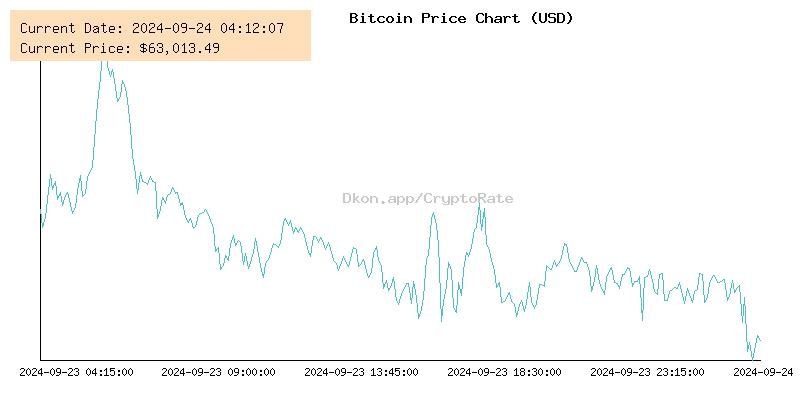 Bitcoin Price Chart (USD)
Current Date: 2024-09-24 04:12:07
Current Price: $63,013.49
Dkon.app/CryptoRate
2024-09-23 04:15:00 2024-09-23 09:00:00 2024-09-23 13:45:00 2024-09-23 18:30:00 2024-09-23 23:15:00 2024-09-24